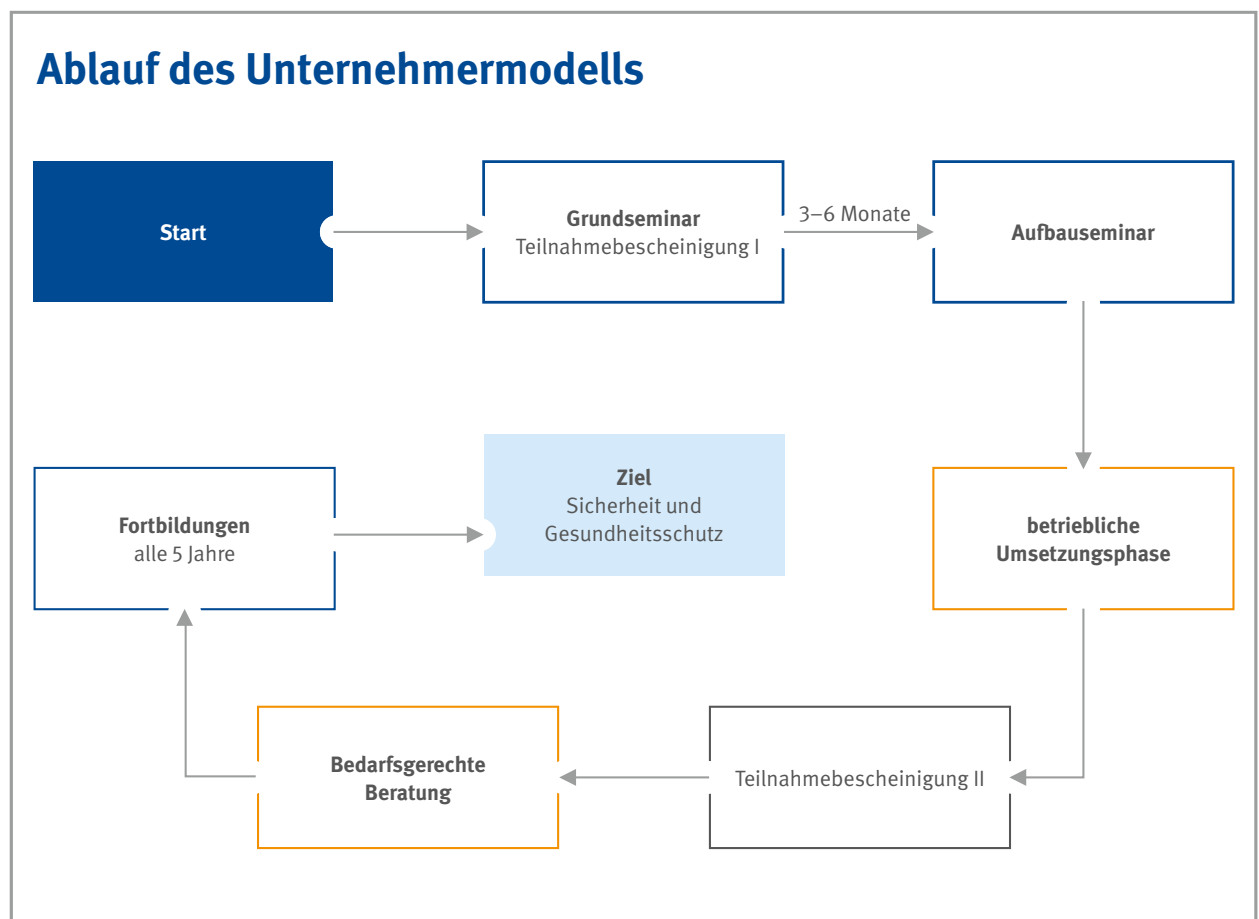 Ablauf des Unternehmermodells
Start
Grundseminar
Teilnahmebescheinigung I
3–6 Monate
Aufbauseminar
betriebliche
Umsetzungsphase
Teilnahmebescheinigung II
Bedarfsgerechte
Beratung
Fortbildungen
alle 5 Jahre
Ziel
Sicherheit und
Gesundheitsschutz